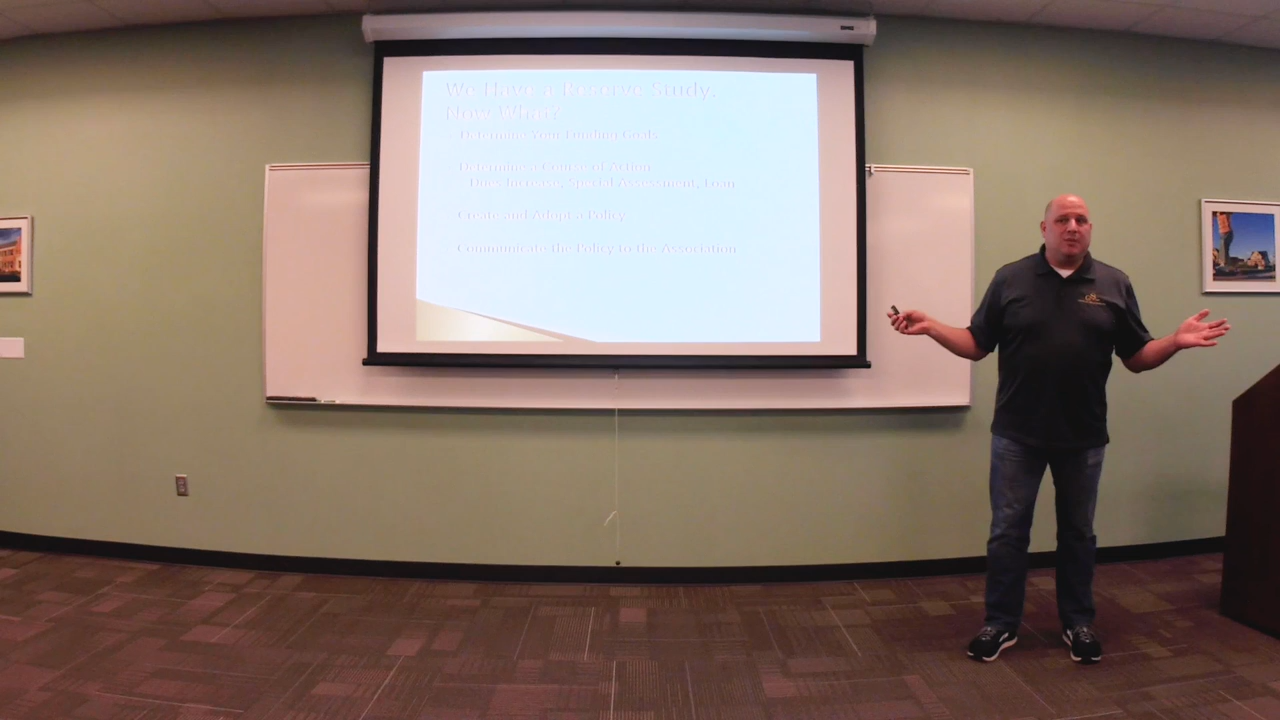 We Have a Reserve Study,
Now What?
Determine Your Funding Goals
Determine a Course of Action
Dues Increase, Special Assessment, Loan
Create and Adopt a Policy
Communicate the Policy to the Association